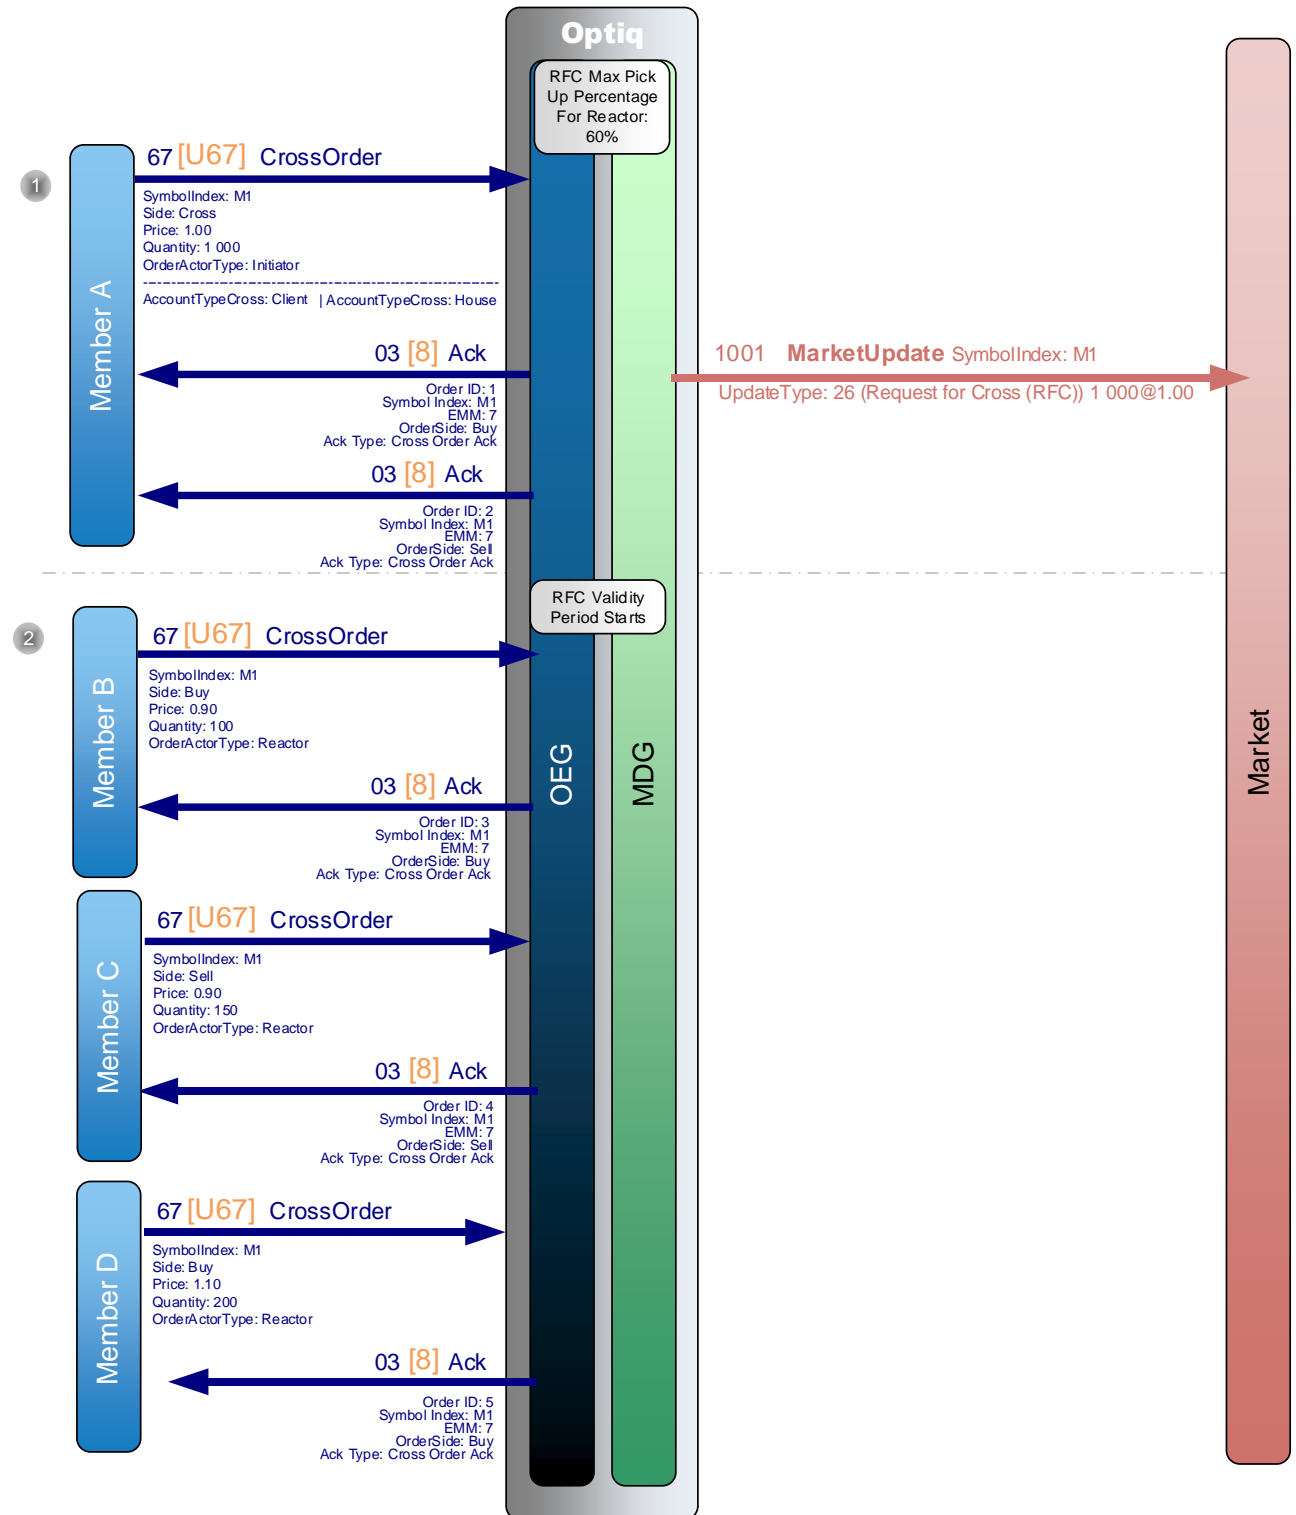 Optiq
RFC Max Pick
Up Percentage
For Reactor:
60%
1
Member A
67 [U67] CrossOrder
SymbolIndex: M1
Side: Cross
Price: 1.00
Quantity: 1 000
OrderActorType: Initiator
AccountTypeCross: Client | AccountTypeCross: House
03 [8] Ack
Order ID: 1
Symbol Index: M1
EMM: 7
OrderSide: Buy
Ack Type: Cross Order Ack
1001 MarketUpdate SymbolIndex: M1
UpdateType: 26 (Request for Cross (RFC)) 1 000@1.00
03 [8] Ack
Order ID: 2
Symbol Index: M1
EMM: 7
OrderSide: Sell
Ack Type: Cross Order Ack
RFC Validity
Period Starts
2
Member B
67 [U67] CrossOrder
SymbolIndex: M1
Side: Buy
Price: 0.90
Quantity: 100
OrderActorType: Reactor
OEG
MDG
Market
03 [8] Ack
Order ID: 3
Symbol Index: M1
EMM: 7
OrderSide: Buy
Ack Type: Cross Order Ack
Member C
67 [U67] CrossOrder
SymbolIndex: M1
Side: Sell
Price: 0.90
Quantity: 150
OrderActorType: Reactor
03 [8] Ack
Order ID: 4
Symbol Index: M1
EMM: 7
OrderSide: Sell
Ack Type: Cross Order Ack
Member D
67 [U67] CrossOrder
SymbolIndex: M1
Side: Buy
Price: 1.10
Quantity: 200
OrderActorType: Reactor
03 [8] Ack
Order ID: 5
Symbol Index: M1
EMM: 7
OrderSide: Buy
Ack Type: Cross Order Ack